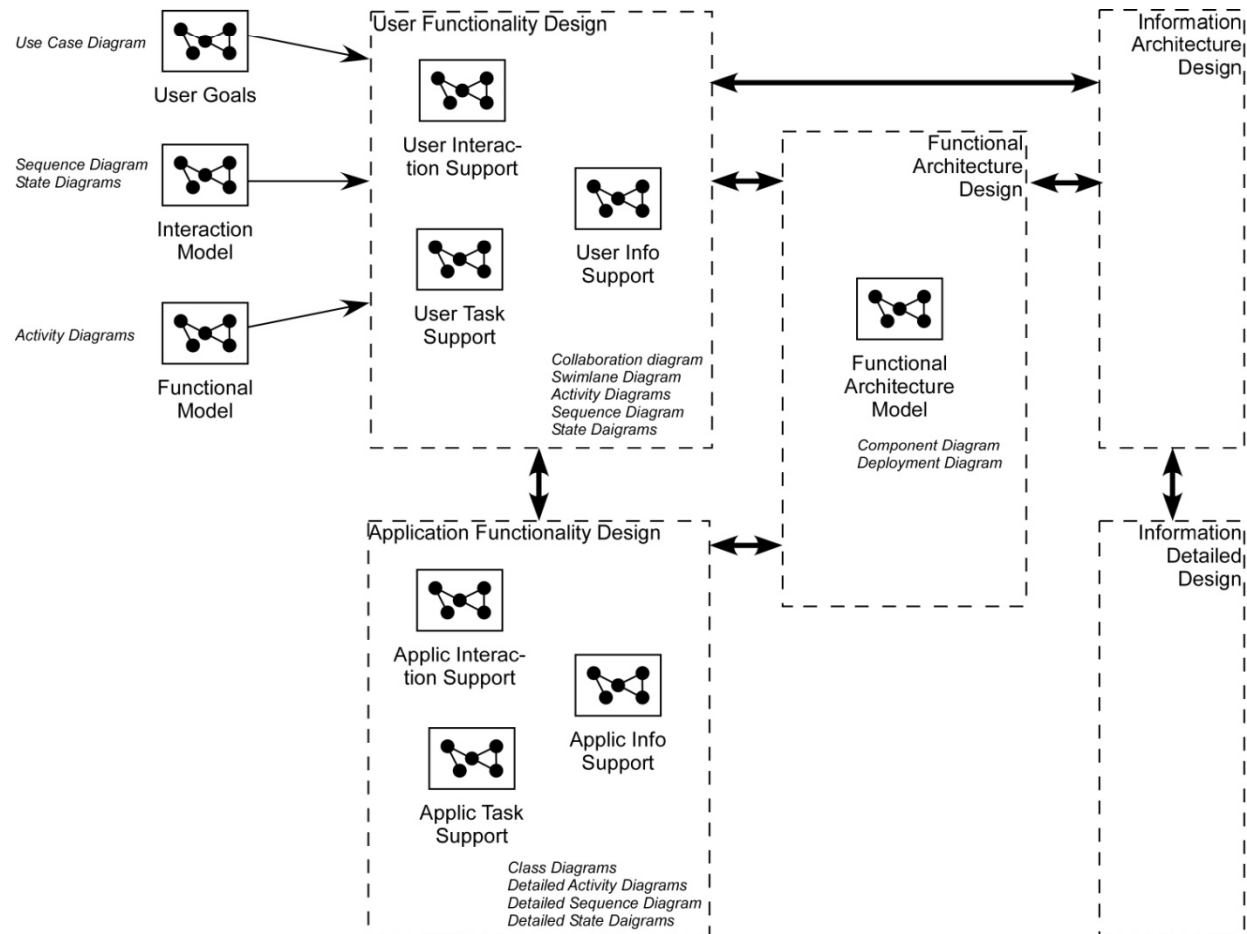 Use Case Diagram
User Goals
Sequence Diagram
State Diagrams
Interaction
Model
Activity Diagrams
Functional
Model
User Functionality Design
User Interac-
tion Support
User Info
Support
User Task
Support
Collaboration diagram
Swimlane Diagram
Activity Diagrams
Sequence Diagram
State Daigrams
Functional
Architecture
Design
Functional
Architecture
Model
Component Diagram
Deployment Diagram
Information
Architecture
Design
Application Functionality Design
Applic Interac-
tion Support
Applic Info
Support
Applic Task
Support
Class Diagrams
Detailed Activity Diagrams
Detailed Sequence Diagram
Detailed State Daigrams
Information
Detailed
Design